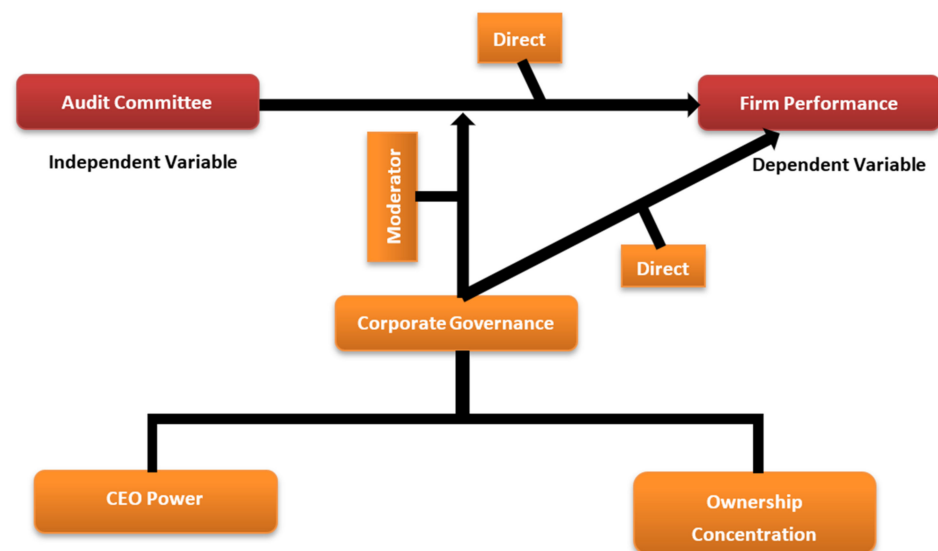 Direct
Audit Committee
Firm Performance
Independent Variable
Dependent Variable
Moderator
Direct
Corporate Governance
CEO Power
Ownership
Concentration